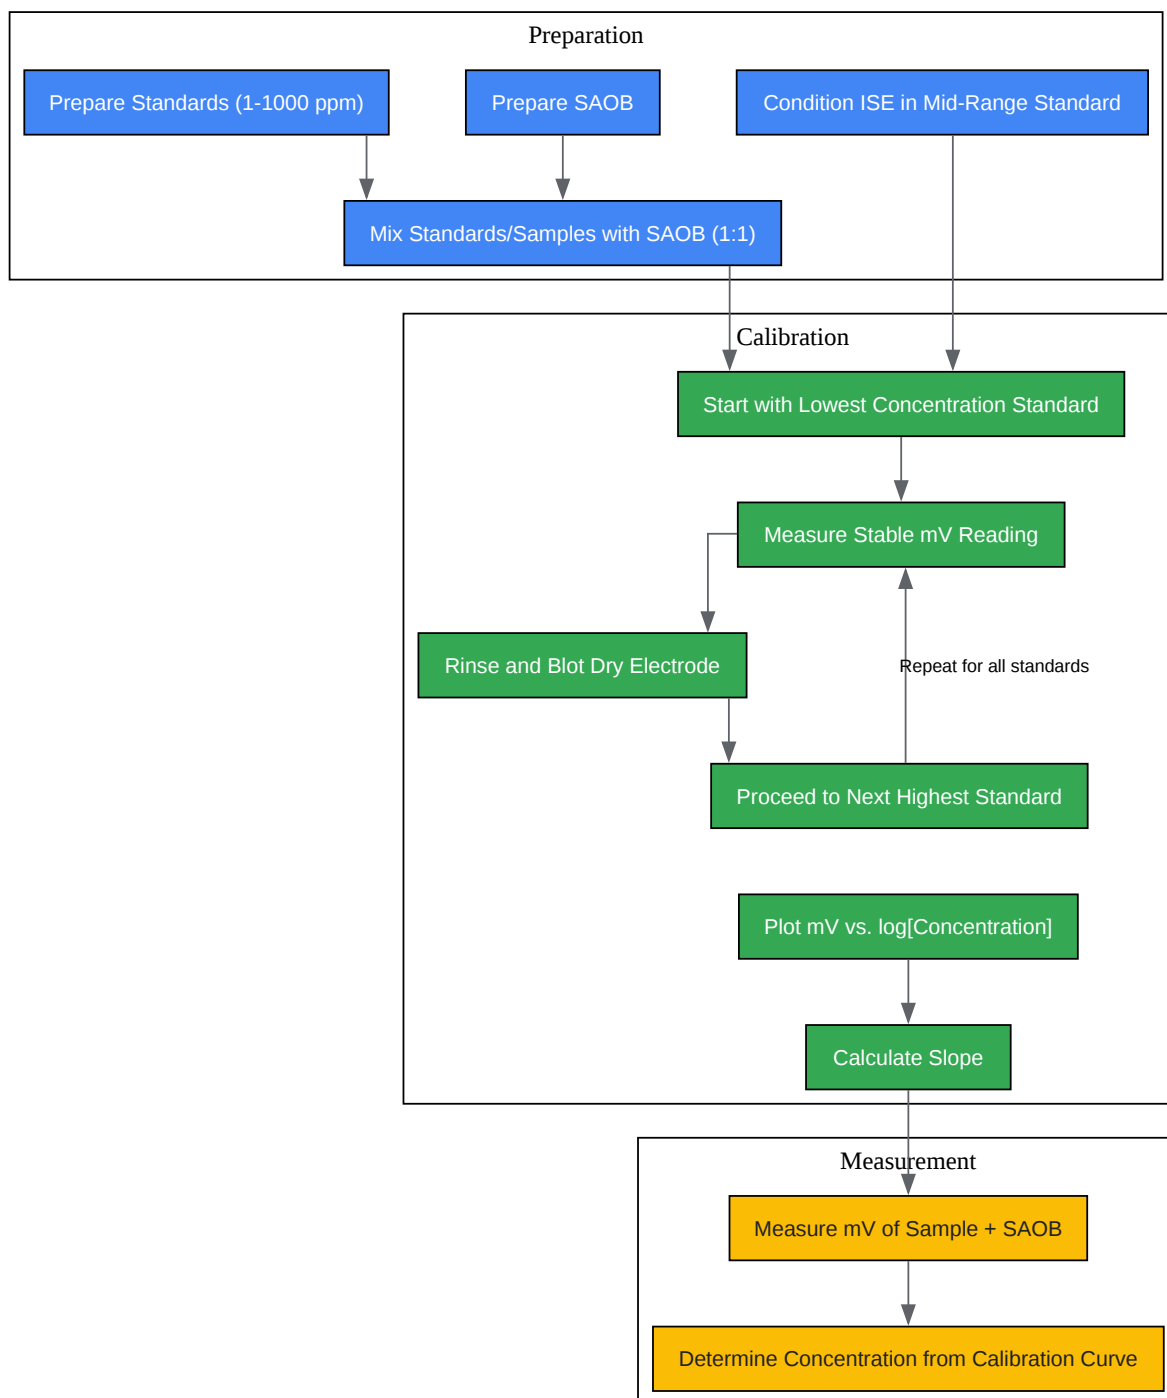 Preparation
Prepare Standards (1-1000 ppm)
Prepare SAOB
Condition ISE in Mid-Range Standard
Mix Standards/Samples with SAOB (1:1)
Calibration
Start with Lowest Concentration Standard
Measure Stable mV Reading
Rinse and Blot Dry Electrode
Repeat for all standards
Proceed to Next Highest Standard
Plot mV vs. log[Concentration]
Calculate Slope
Measurement
Measure mV of Sample + SAOB
Determine Concentration from Calibration Curve